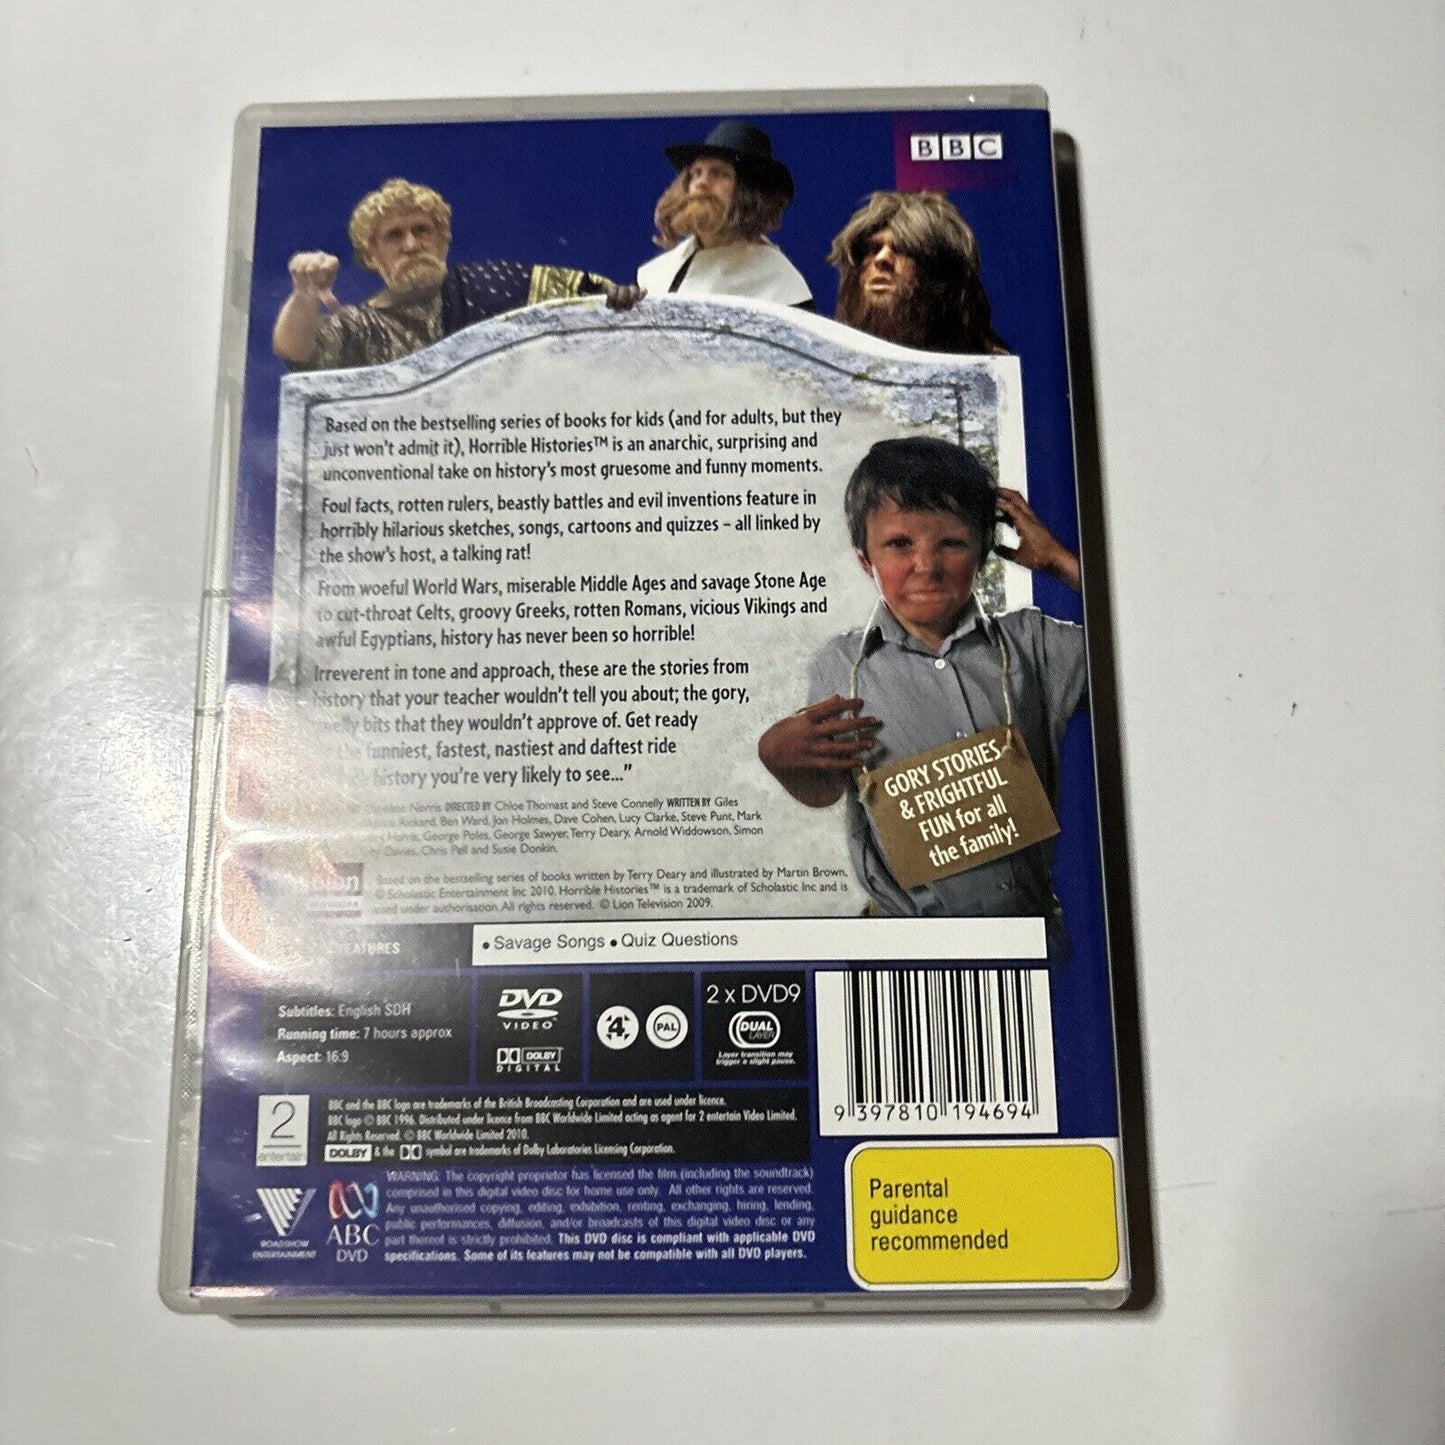 BBC
Based on the bestselling series of books for kids (and for adults, but they
just won't admit it), Horrible Histories™ is an anarchic, surprising and
unconventional take on history's most gruesome and funny moments.
Foul facts, rotten rulers, beastly battles and evil inventions feature in
horribly hilarious sketches, songs, cartoons and quizzes – all linked by
the show's host, a talking rat!
From woeful World Wars, miserable Middle Ages and savage Stone Age
to cut-throat Celts, groovy Greeks, rotten Romans, vicious Vikings and
awful Egyptians, history has never been so horrible!
Irreverent in tone and approach, these are the stories from
history that your teacher wouldn't tell you about; the gory,
bits that they wouldn't approve of. Get ready
the funniest, fastest, nastiest and daftest ride
history you're very likely to see..."
GORY STORIES
& FRIGHTFUL
FUN for all
the family!
Norris DIRECTED BY Chloe Thomast and Steve Connelly WRITTEN BY Giles
Rickard, Ben Ward, Jon Holmes, Dave Cohen, Lucy Clarke, Steve Punt, Mark
Harris, George Poles, George Sawyer, Terry Deary, Arnold Widdowson, Simon
Davies, Chris Pell and Susie Donkin.
Based on the bestselling series of books written by Terry Deary and illustrated by Martin Brown.
© Scholastic Entertainment Inc 2010. Horrible Histories™ is a trademark of Scholastic Inc and is
used under authorisation. All rights reserved. © Lion Television 2009.
FEATURES
• Savage Songs • Quiz Questions
Subtitles: English SDH
Running time: 7 hours approx
Aspect: 16:9
DVD
VIDEO
DOLBY
DIGITAL
4
PAL
2 x DVD9
DUAL
LAYER
Layer transition may
trigger a slight pause.
9 397810 194694
2
entertain
BBC and the BBC logo are trademarks of the British Broadcasting Corporation and are used under licence.
BBC logo © BBC 1996. Distributed under licence from BBC Worldwide Limited acting as agent for 2 entertain Video Limited.
All Rights Reserved. © BBC Worldwide Limited 2010.
DOLBY & the symbol are trademarks of Dolby Laboratories Licensing Corporation.
ROADSHOW
ENTERTAINMENT
ABC
DVD
WARNING: The copyright proprietor has licensed the film (including the soundtrack)
comprised in this digital video disc for home use only. All other rights are reserved.
Any unauthorised copying, editing, exhibition, renting, exchanging, hiring, lending,
public performances, diffusion, and/or broadcasts of this digital video disc or any
part thereof is strictly prohibited. This DVD disc is compliant with applicable DVD
specifications. Some of its features may not be compatible with all DVD players.
Parental
guidance
recommended